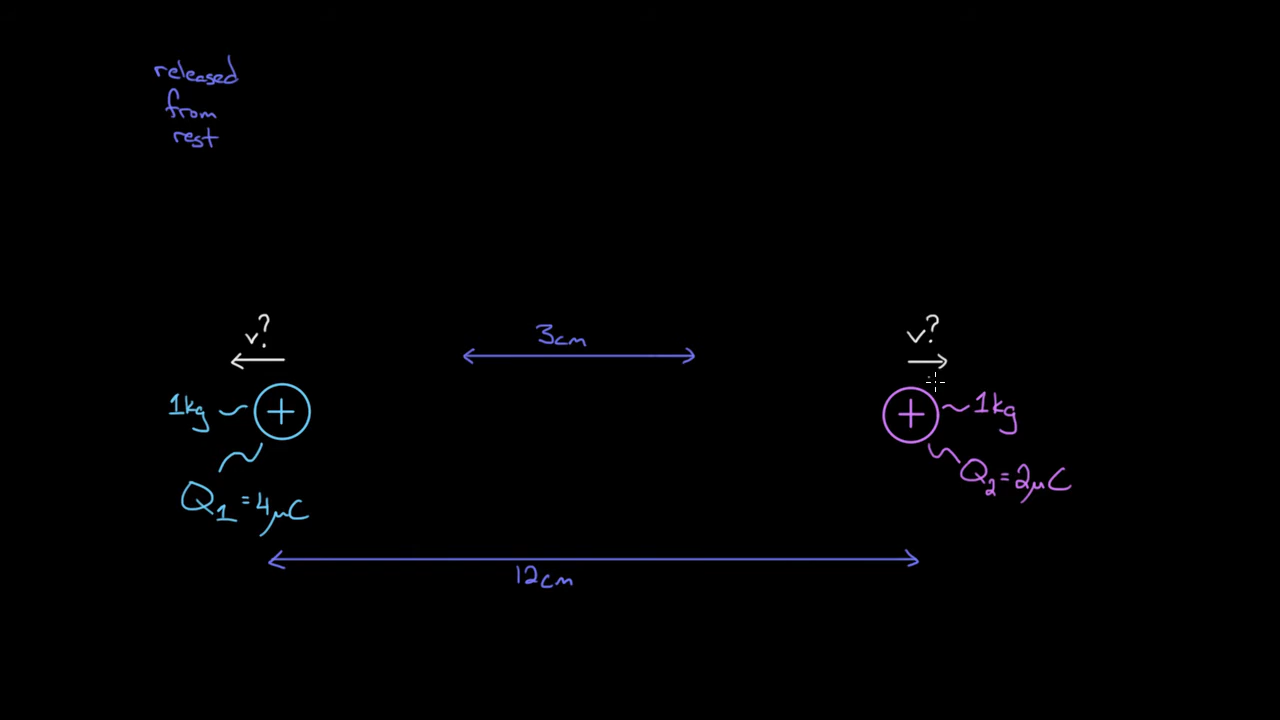 released
from
rest
v?
3cm
v?
1kg
+
+
1kg
Q₁ = 4μC
Q₂ = 2μC
12cm